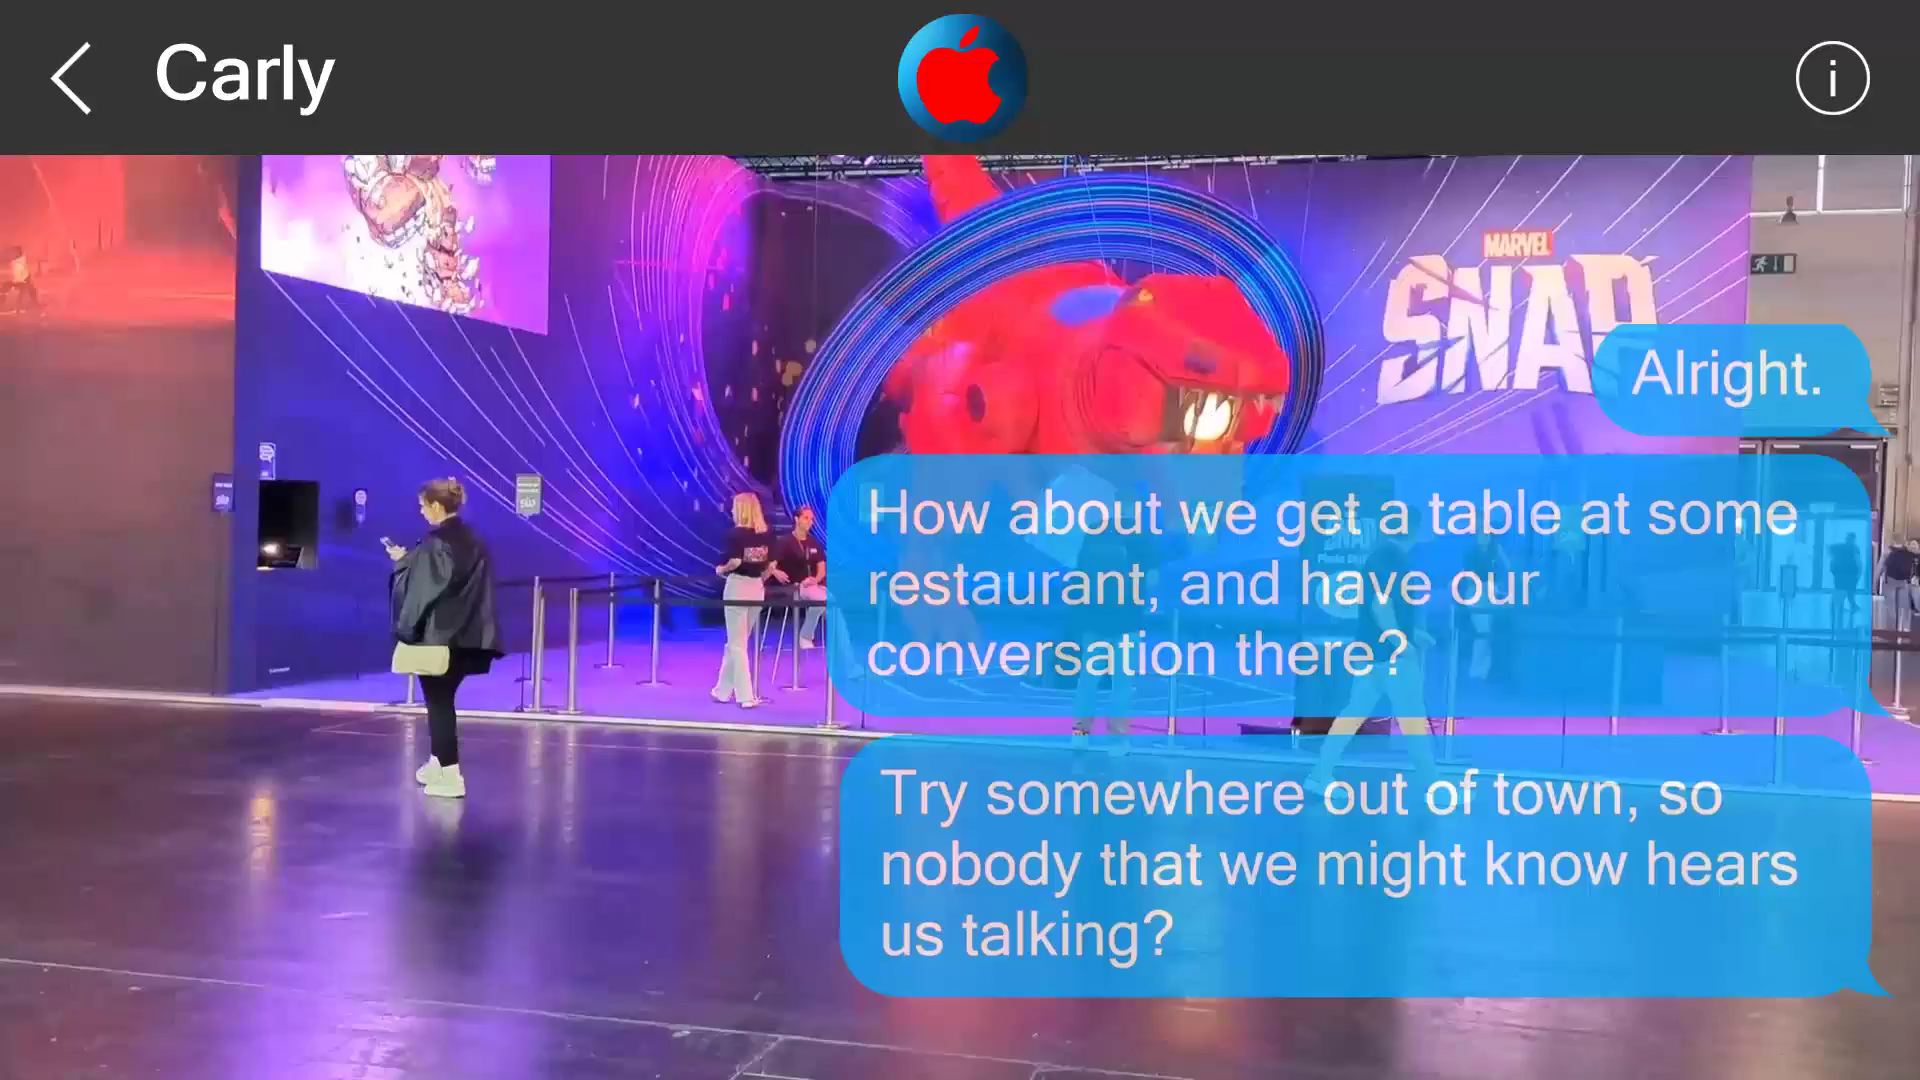 Carly
i
MARVEL
SNAP
Alright.
How about we get a table at some
restaurant, and have our
conversation there?
Try somewhere out of town, so
nobody that we might know hears
us talking?